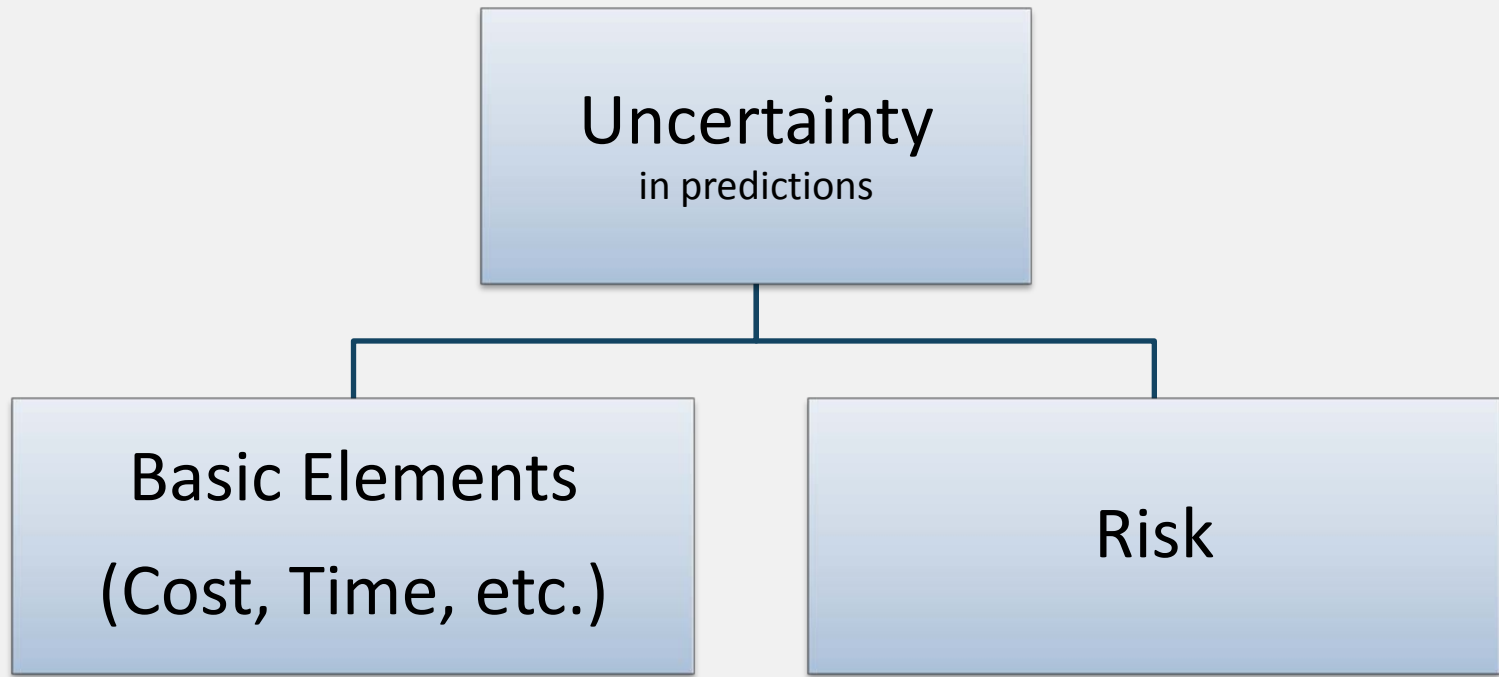 Uncertainty
in predictions
Basic Elements
(Cost, Time, etc.)
Risk